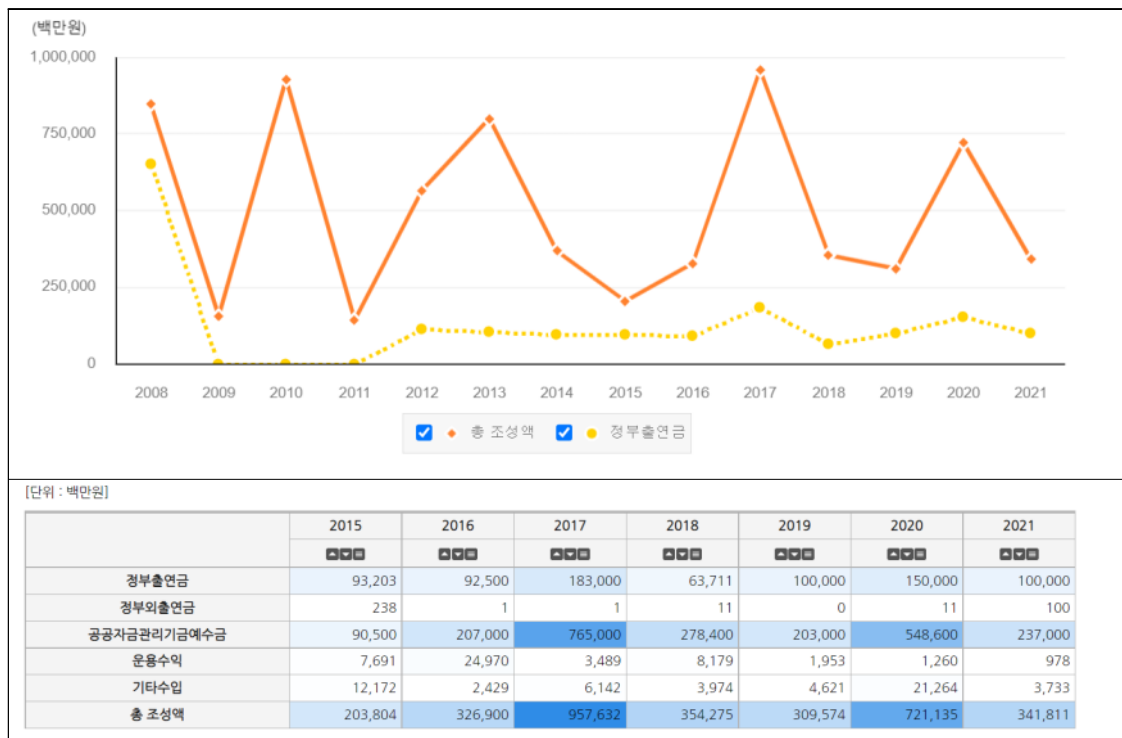 (백만원)
1,000,000
750,000
500,000
250,000
0
2008 2009 2010 2011 2012 2013 2014 2015 2016 2017 2018 2019 2020 2021
총 조성액 정부출연금
[단위 : 백만원]
2015 2016 2017 2018 2019 2020 2021
정부출연금 93,203 92,500 183,000 63,711 100,000 150,000 100,000
정부외출연금 238 1 1 11 0 11 100
공공자금관리기금예수금 90,500 207,000 765,000 278,400 203,000 548,600 237,000
운용수익 7,691 24,970 3,489 8,179 1,953 1,260 978
기타수입 12,172 2,429 6,142 3,974 4,621 21,264 3,733
총 조성액 203,804 326,900 957,632 354,275 309,574 721,135 341,811